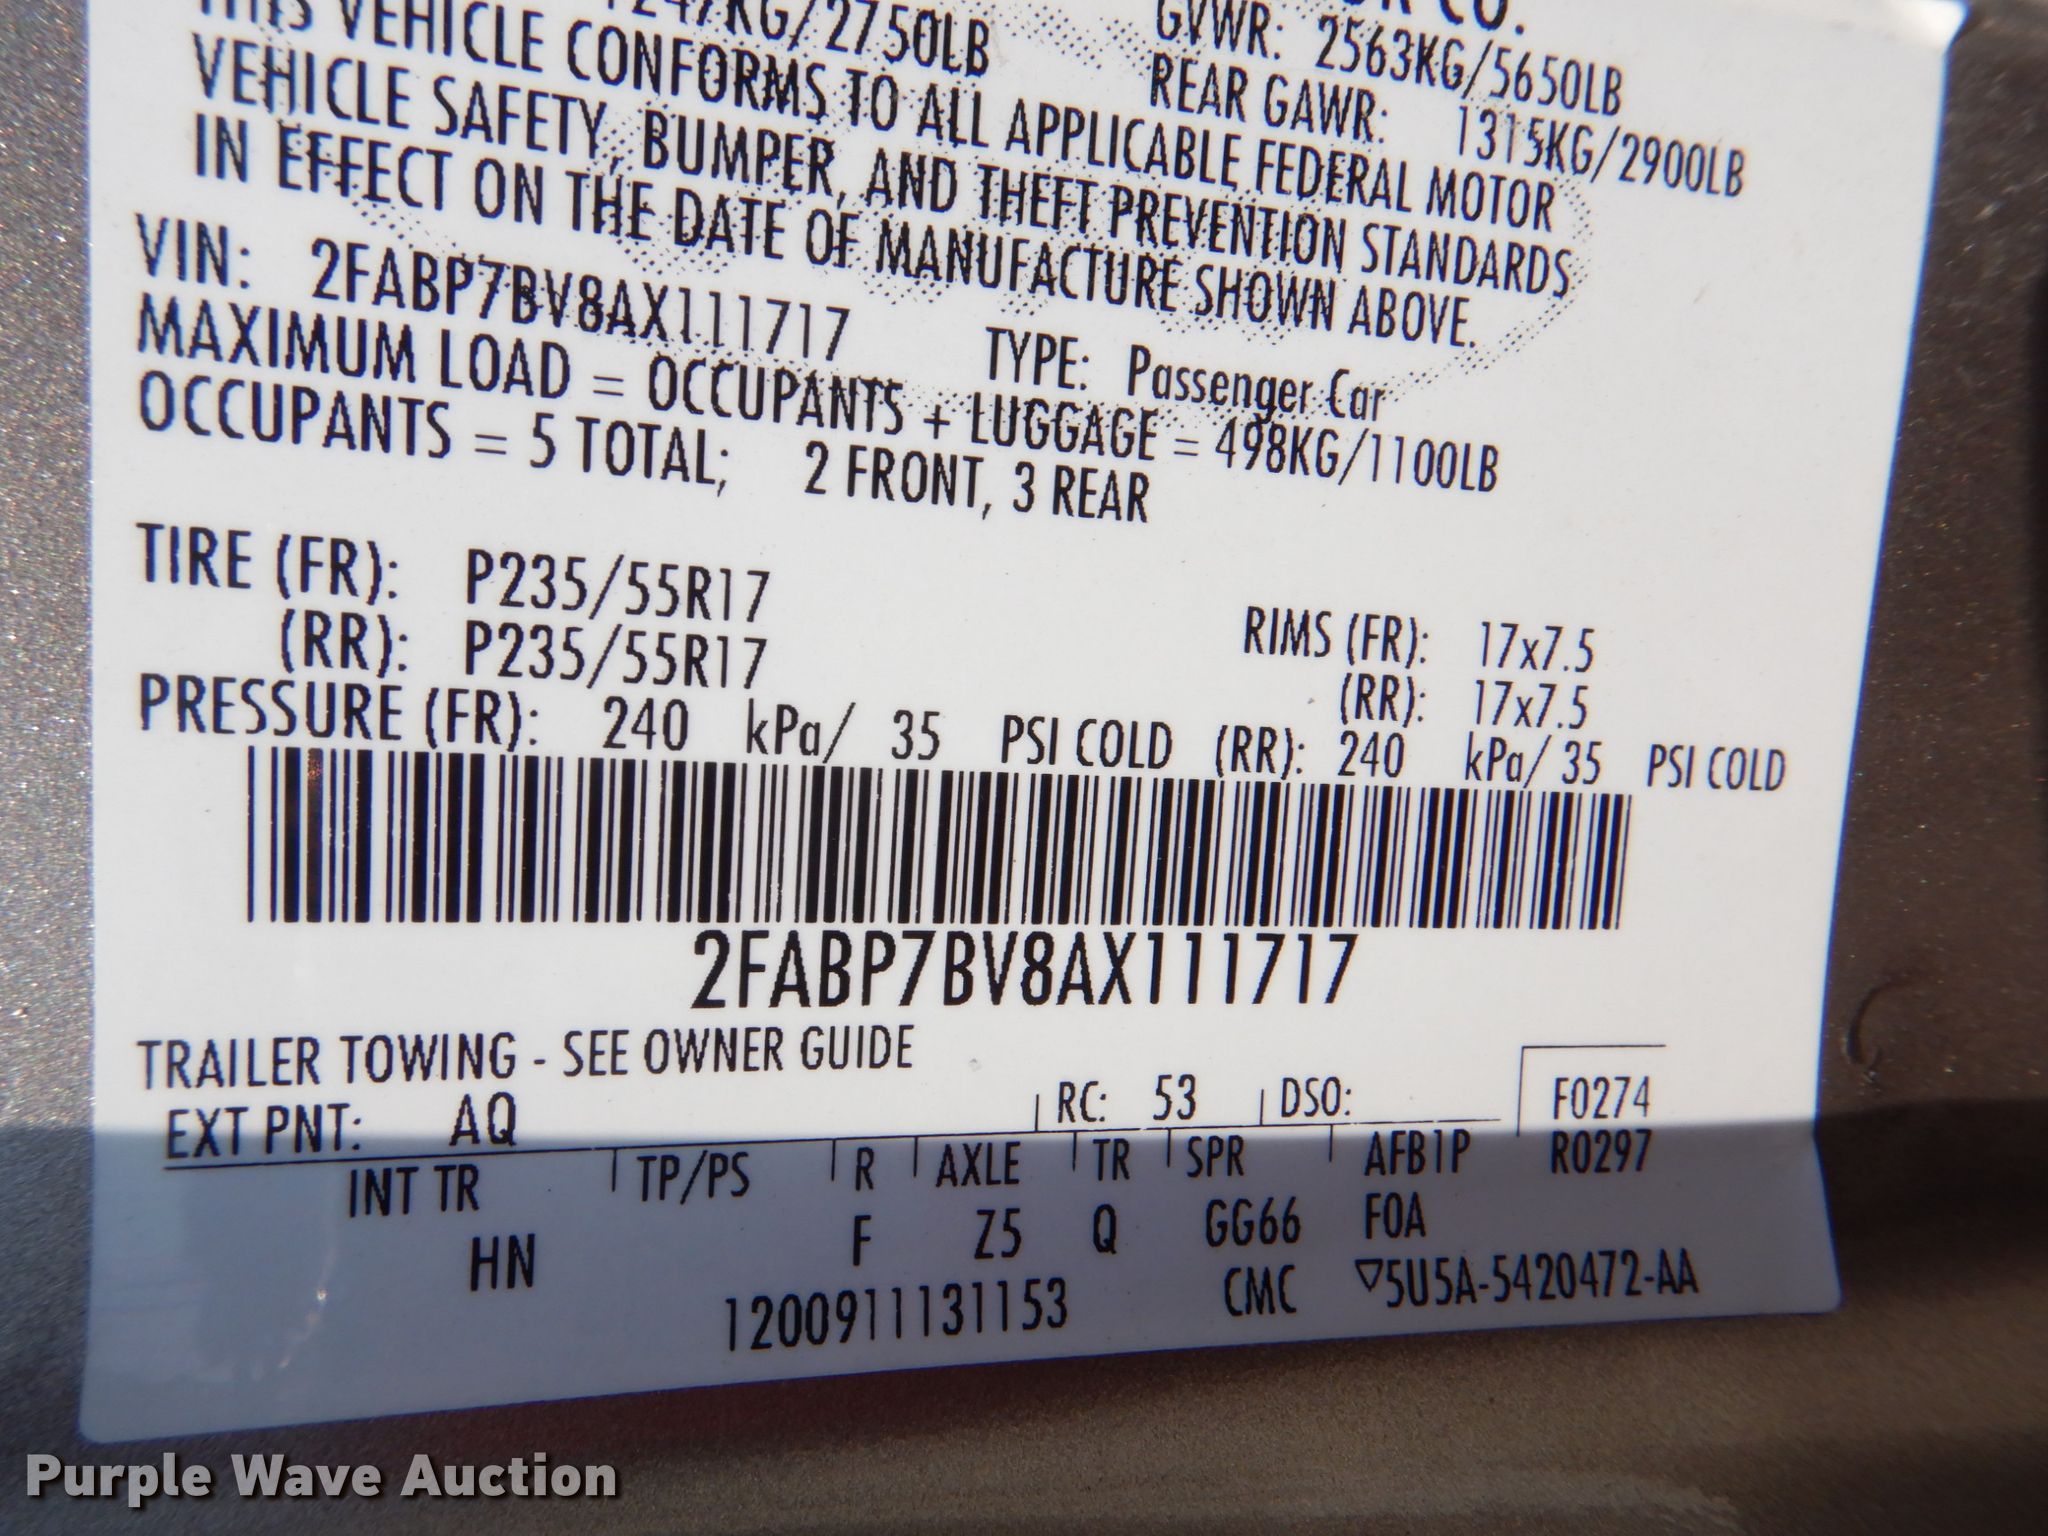 CO.
1247KG/2750LB
GVWR: 2563KG/5650LB
REAR GAWR: 1315KG/2900LB
THIS VEHICLE CONFORMS TO ALL APPLICABLE FEDERAL MOTOR
VEHICLE SAFETY, BUMPER, AND THEFT PREVENTION STANDARDS
IN EFFECT ON THE DATE OF MANUFACTURE SHOWN ABOVE.
VIN: 2FABP7BV8AX111717
TYPE: Passenger Car
MAXIMUM LOAD = OCCUPANTS + LUGGAGE = 498KG/1100LB
OCCUPANTS = 5 TOTAL; 2 FRONT, 3 REAR
TIRE (FR): P235/55R17 RIMS (FR): 17x7.5
(RR): P235/55R17 (RR): 17x7.5
PRESSURE (FR): 240 kPa/ 35 PSI COLD (RR): 240 kPa/ 35 PSI COLD
2FABP7BV8AX111717
TRAILER TOWING - SEE OWNER GUIDE
EXT PNT: AQ RC: 53 DSO: F0274
INT TR TP/PS R AXLE TR SPR AFB1P R0297
HN F Z5 Q GG66 FOA
1200911131153 CMC ▽5U5A-5420472-AA
Purple Wave Auction